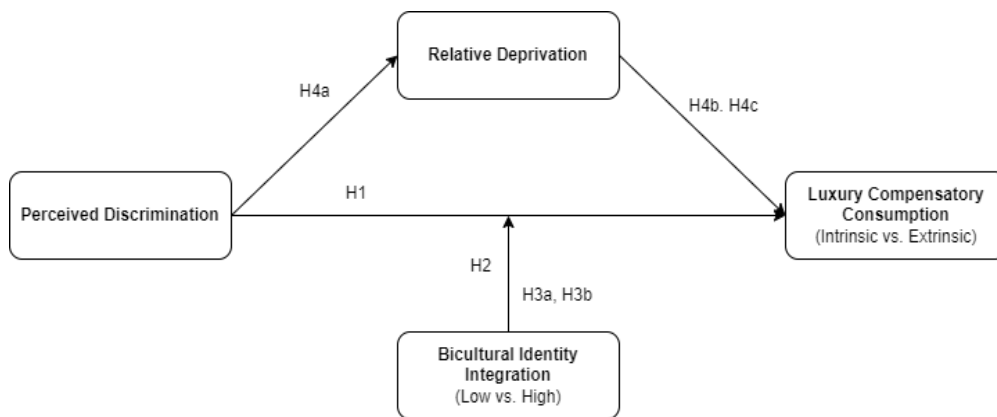 Relative Deprivation
H4a
H4b. H4c
H1
Perceived Discrimination
Luxury Compensatory
Consumption
(Intrinsic vs. Extrinsic)
H2
H3a, H3b
Bicultural Identity
Integration
(Low vs. High)